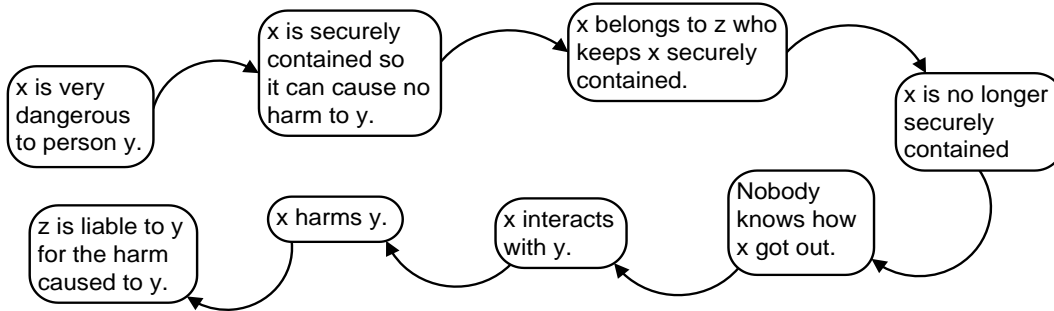 x is very
dangerous
to person y.
x is securely
contained so
it can cause no
harm to y.
x belongs to z who
keeps x securely
contained.
x is no longer
securely
contained
Nobody
knows how
x got out.
x interacts
with y.
x harms y.
z is liable to y
for the harm
caused to y.